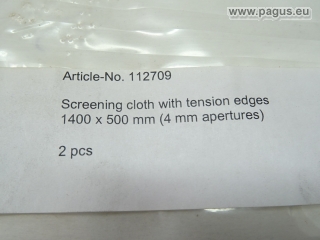 www.pagus.eu
Article-No. 112709
Screening cloth with tension edges
1400 x 500 mm (4 mm apertures)
2 pcs